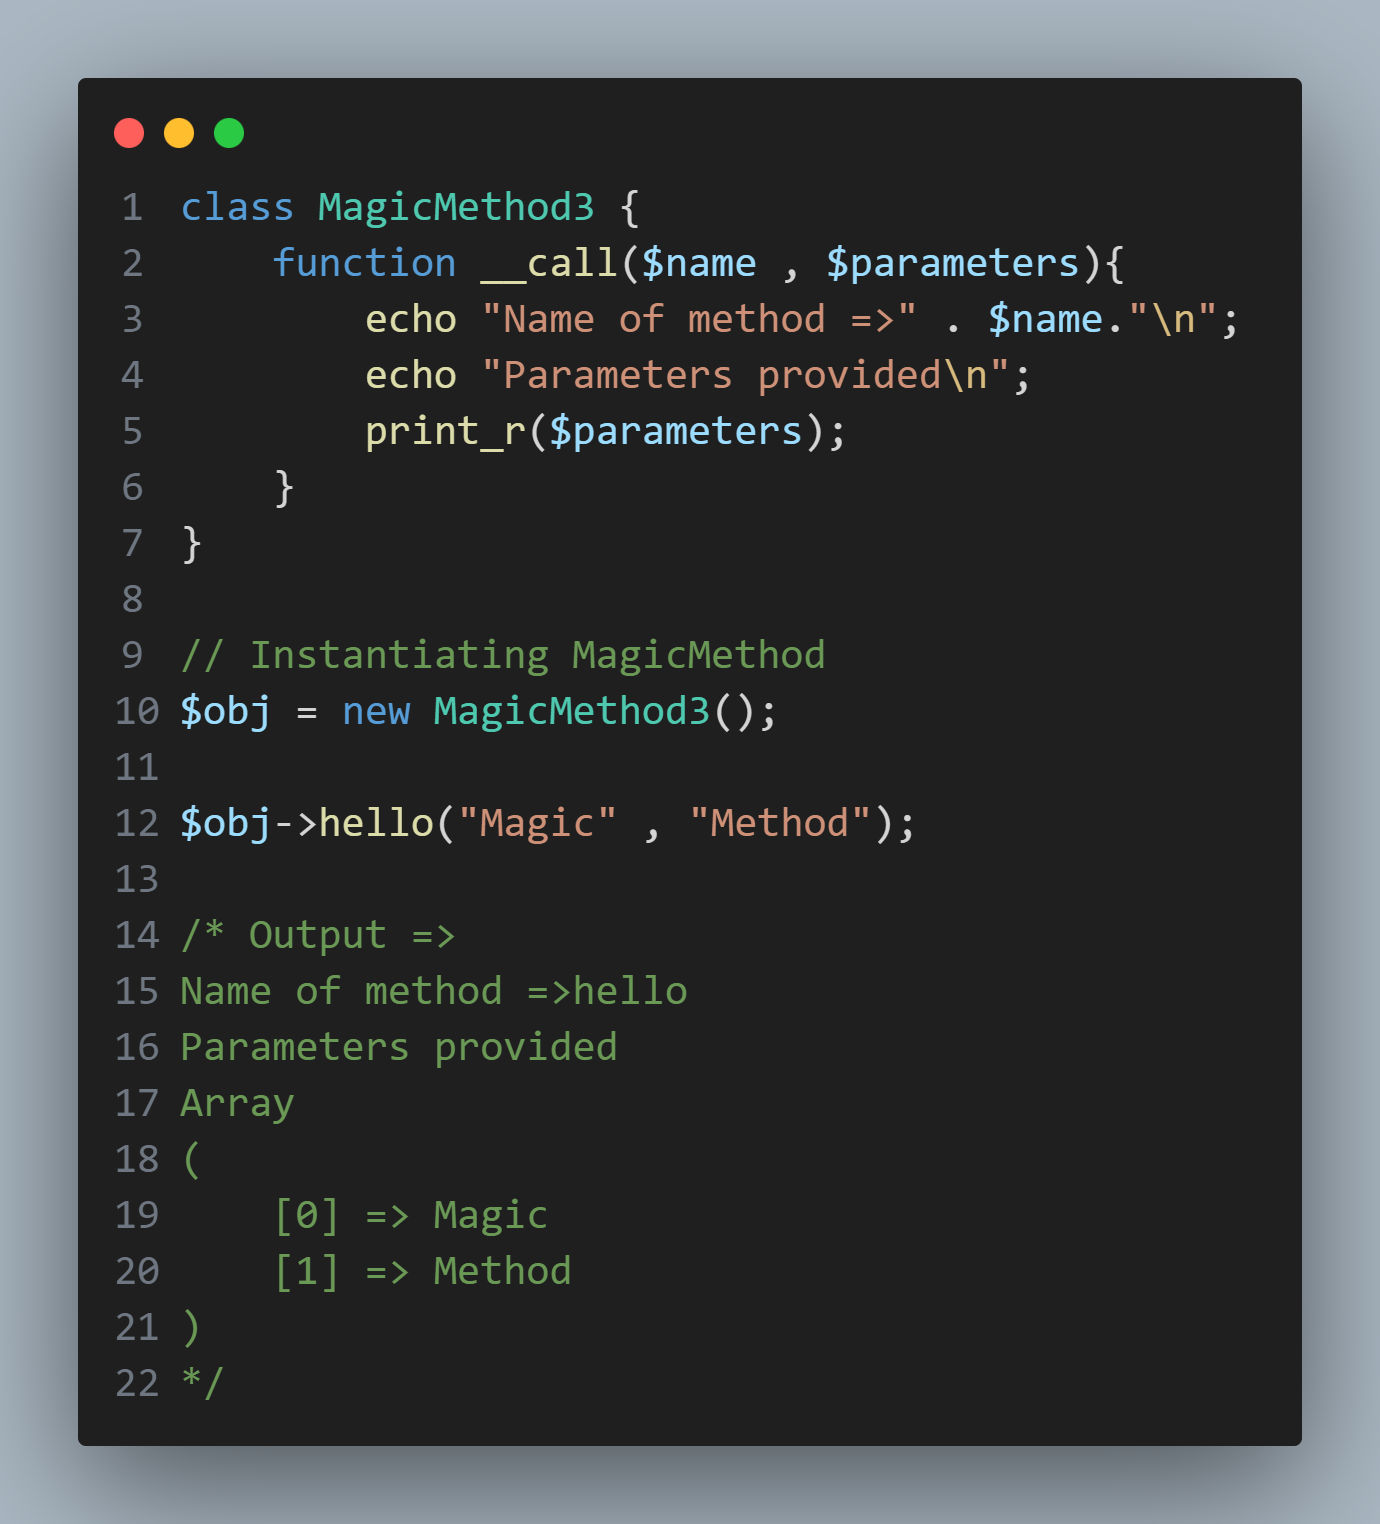 1 class MagicMethod3 {
2     function __call($name , $parameters){
3         echo "Name of method =>" . $name."\n";
4         echo "Parameters provided\n";
5         print_r($parameters);
6     }
7 }
8
9 // Instantiating MagicMethod
10 $obj = new MagicMethod3();
11
12 $obj->hello("Magic" , "Method");
13
14 /* Output =>
15 Name of method =>hello
16 Parameters provided
17 Array
18 (
19     [0] => Magic
20     [1] => Method
21 )
22 */